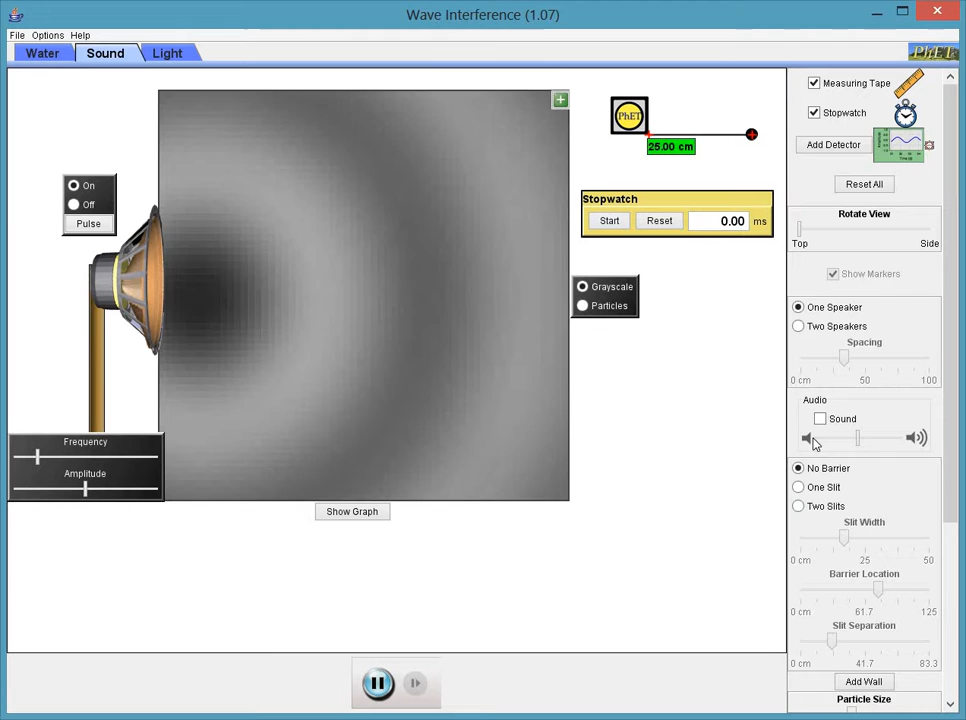 Wave Interference (1.07)
File Options Help
Water Sound Light PhET
Measuring Tape
Stopwatch
Add Detector
Reset All
Rotate View
Top Side
Show Markers
One Speaker
Two Speakers
Spacing
0 cm 50 100
Audio
Sound
No Barrier
One Slit
Two Slits
Slit Width
0 cm 25 50
Barrier Location
0 cm 61.7 125
Slit Separation
0 cm 41.7 83.3
Add Wall
Particle Size
PhET
25.00 cm
Stopwatch
Start Reset 0.00 ms
Grayscale
Particles
On
Off
Pulse
Frequency
Amplitude
Show Graph